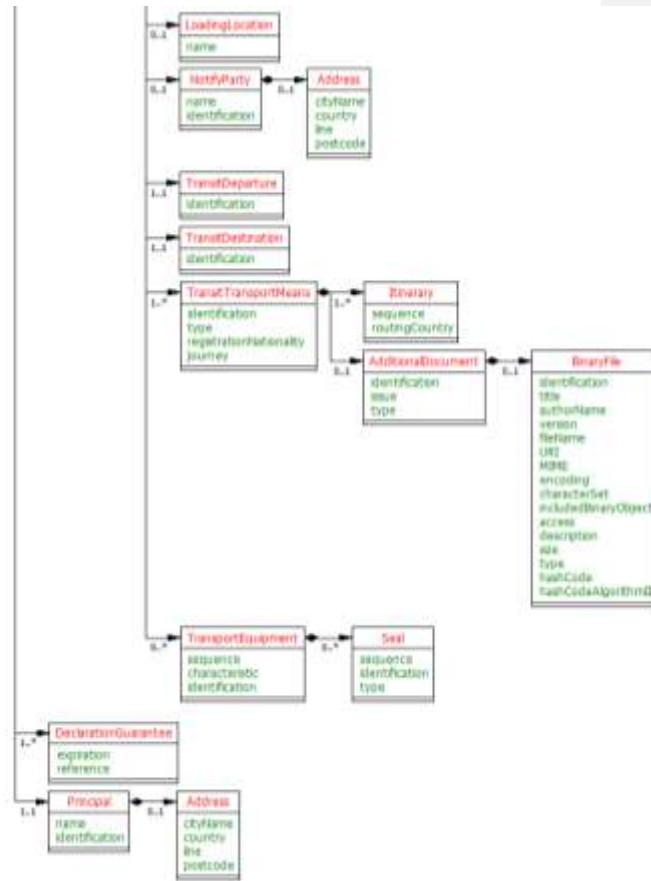 LoadingLocation
0..1
name
NotifyParty
0..1
name
identification
Address
0..1
cityName
country
line
postcode
TransitDeparture
1..1
identification
TransitDestination
1..1
identification
TransitTransportMeans
1..*
identification
type
registrationNationality
journey
Itinerary
1..*
sequence
routingCountry
AdditionalDocument
0..1
identification
issue
type
BinaryFile
0..1
identification
title
authorName
version
fileName
URI
MIME
encoding
characterSet
includedBinaryObject
access
description
size
type
hashCode
hashCodeAlgorithmI
TransportEquipment
0..*
sequence
characteristic
identification
Seal
0..*
sequence
identification
type
DeclarationGuarantee
1..*
expiration
reference
Principal
1..1
name
identification
Address
0..1
cityName
country
line
postcode